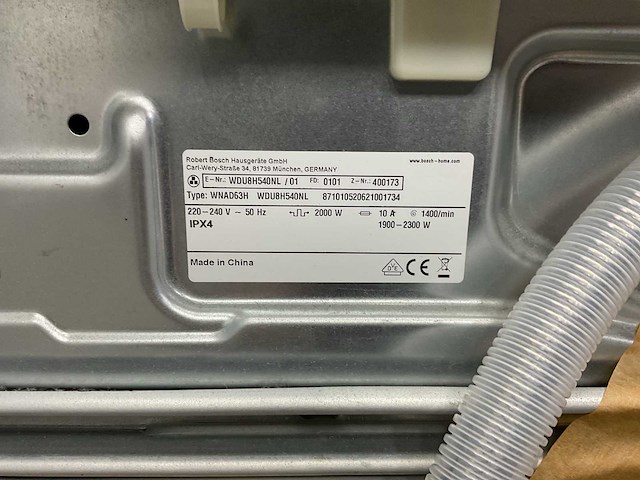 Robert Bosch Hausgeräte GmbH www.bosch-home.com
Carl-Wery-Straße 34, 81739 München, GERMANY
E-Nr.: WDU8H540NL /01 FD: 0101 Z-Nr.: 400173
Type: WNAD63H WDU8H540NL 871010520621001734
220-240 V ~ 50 Hz 2000 W 10 A 1400/min
IPX4 1900-2300 W
Made in China D'E CE